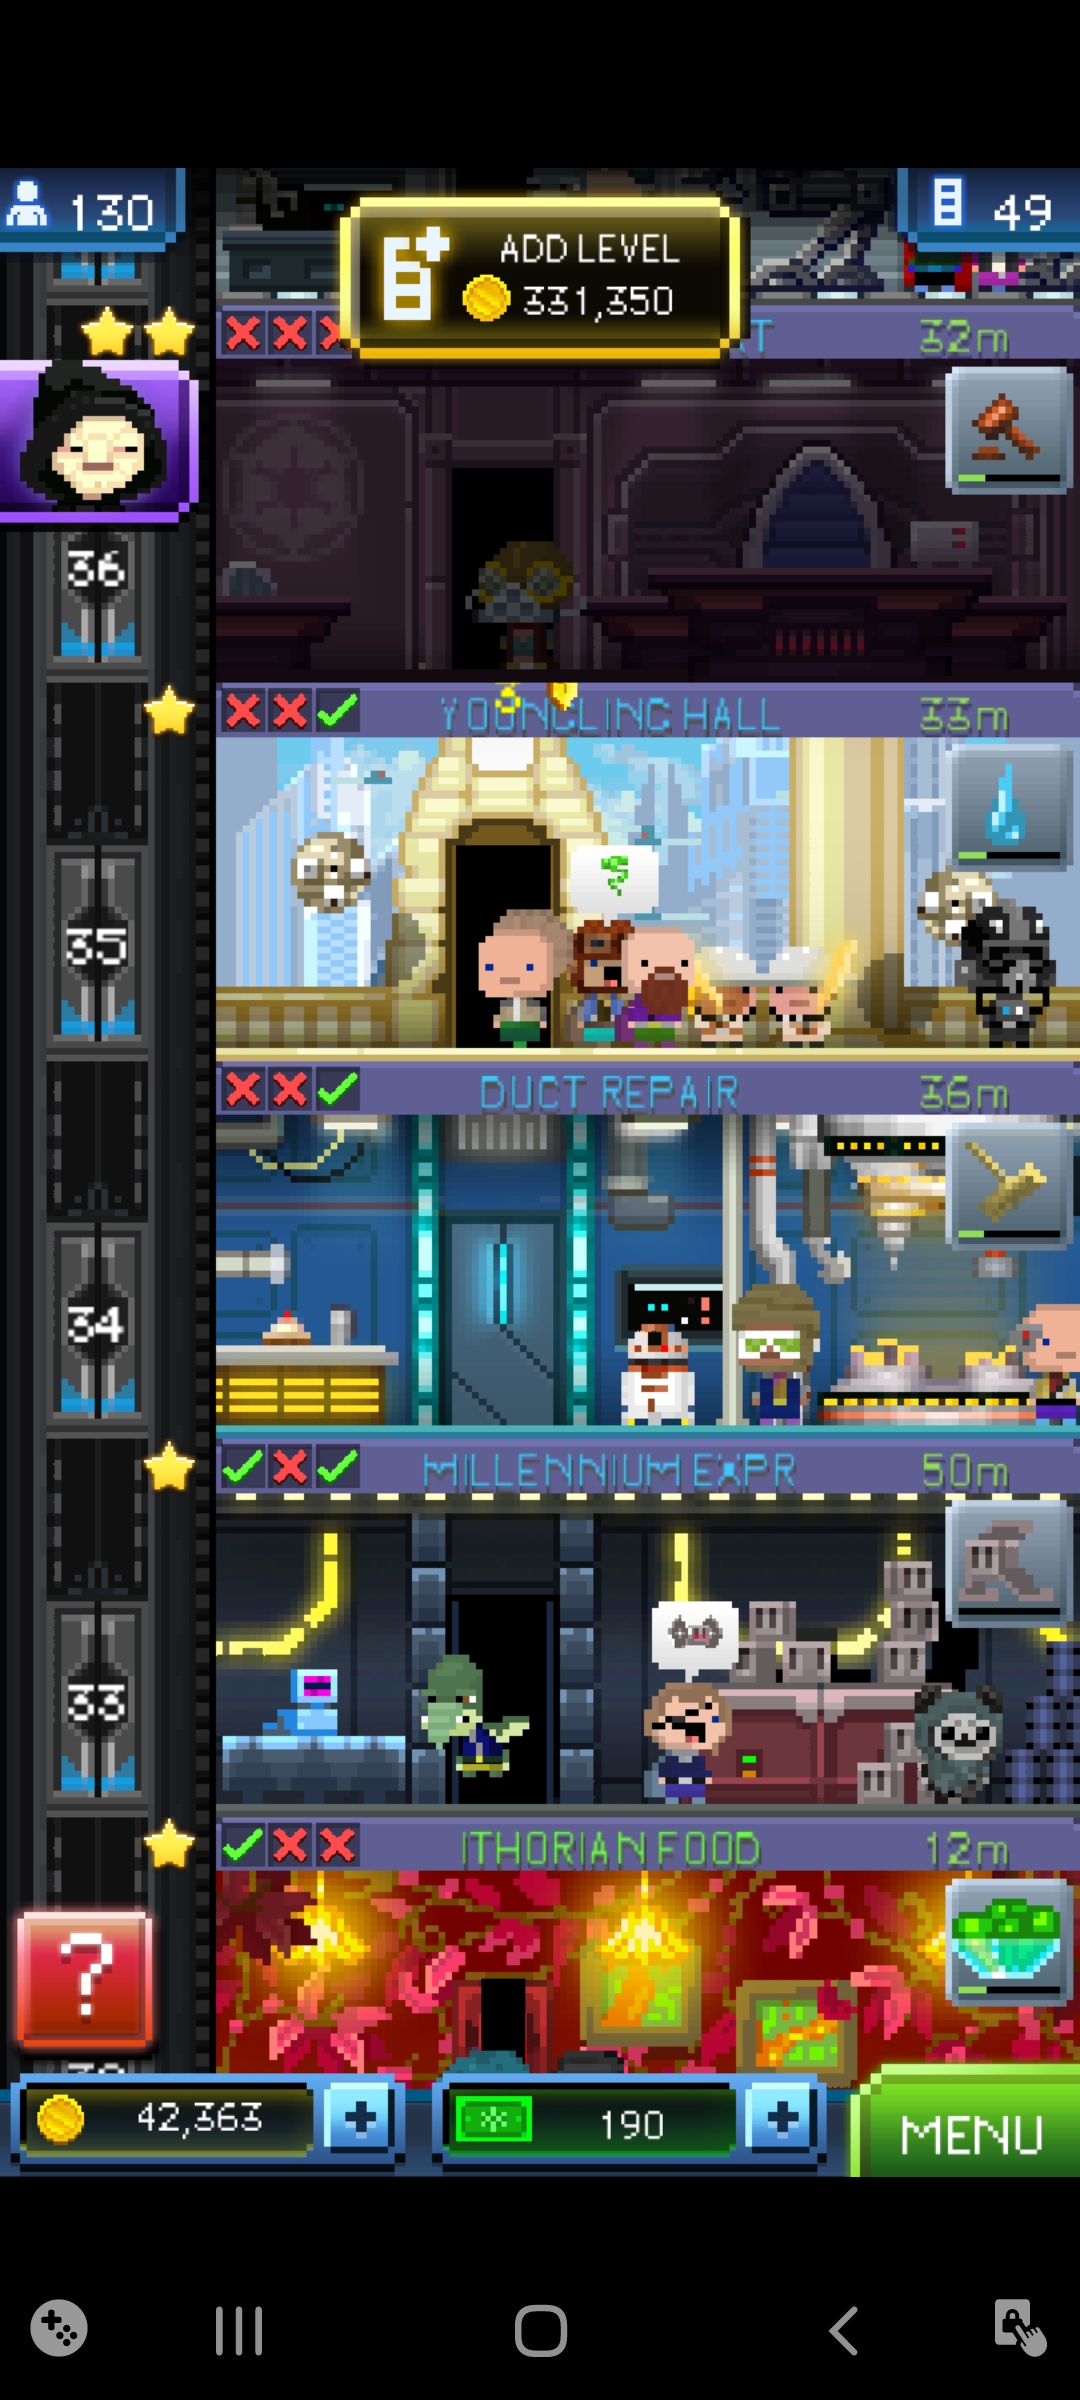 130
49
ADD LEVEL
331,350
32m
36
YOUNGLING HALL
33m
35
DUCT REPAIR
36m
34
MILLENNIUM EXPR
50m
33
ITHORIAN FOOD
12m
?
42,363
190
MENU